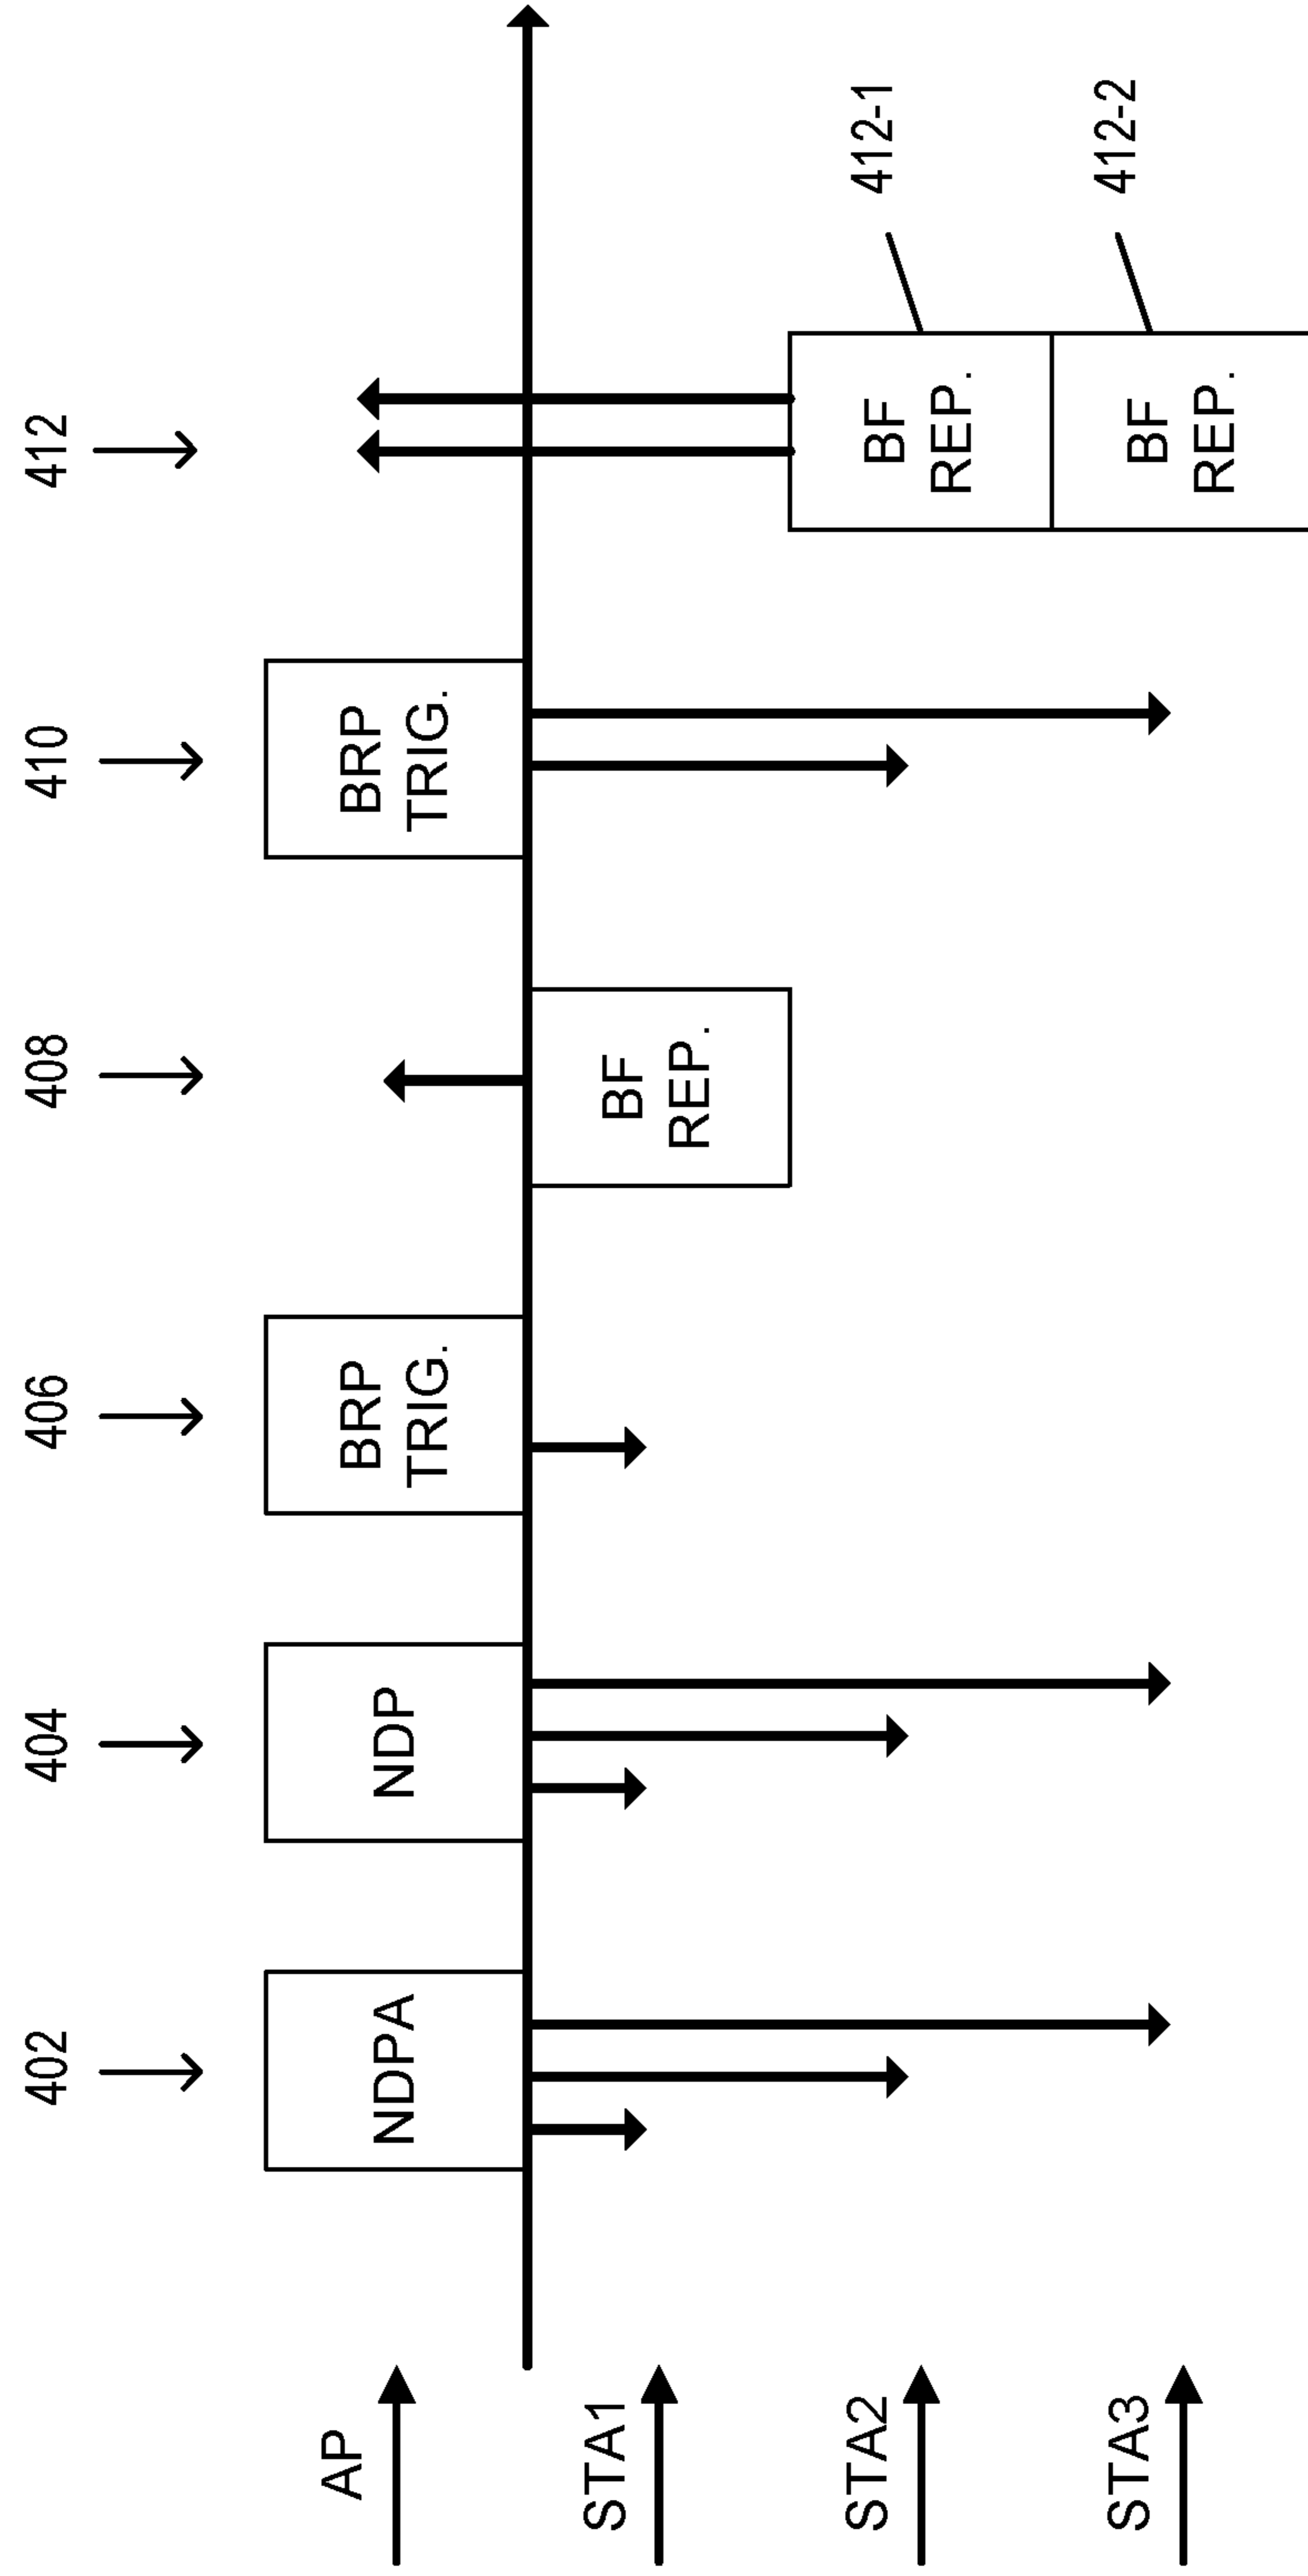 402
404
406
408
410
412
AP
NDPA
NDP
BRP
TRIG.
BRP
TRIG.
STA1
BF
REP.
STA2
BF
REP.
412-1
STA3
BF
REP.
412-2